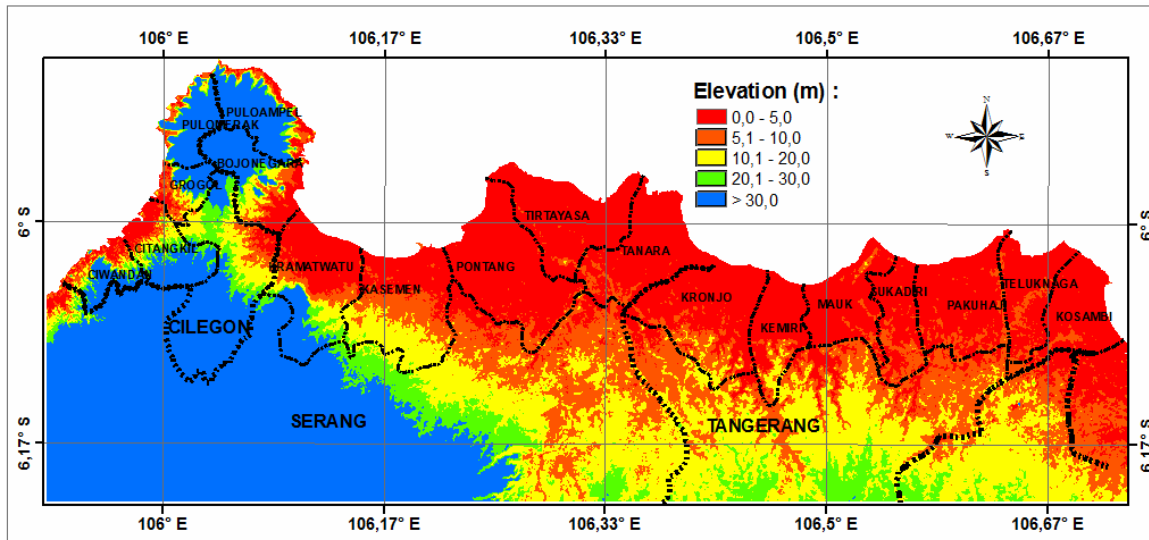 106° E 106,17° E 106,33° E 106,5° E 106,67° E
Elevation (m) :
0,0 - 5,0
5,1 - 10,0
10,1 - 20,0
20,1 - 30,0
> 30,0
N
W E
S
PULOAMPEL
PULOMERAK
BOJONEGARA
GROGOL
6° S 6° S
TIRTAYASA
CITANGKIL
TANARA
CIWANDAN
KRAMATWATU
PONTANG
KASEMEN
KRONJO
SUKADIRI
TELUKNAGA
MAUK
PAKUHAJI
KOSAMBI
KEMIRI
CILEGON
SERANG
TANGERANG
6,17° S 6,17° S
106° E 106,17° E 106,33° E 106,5° E 106,67° E